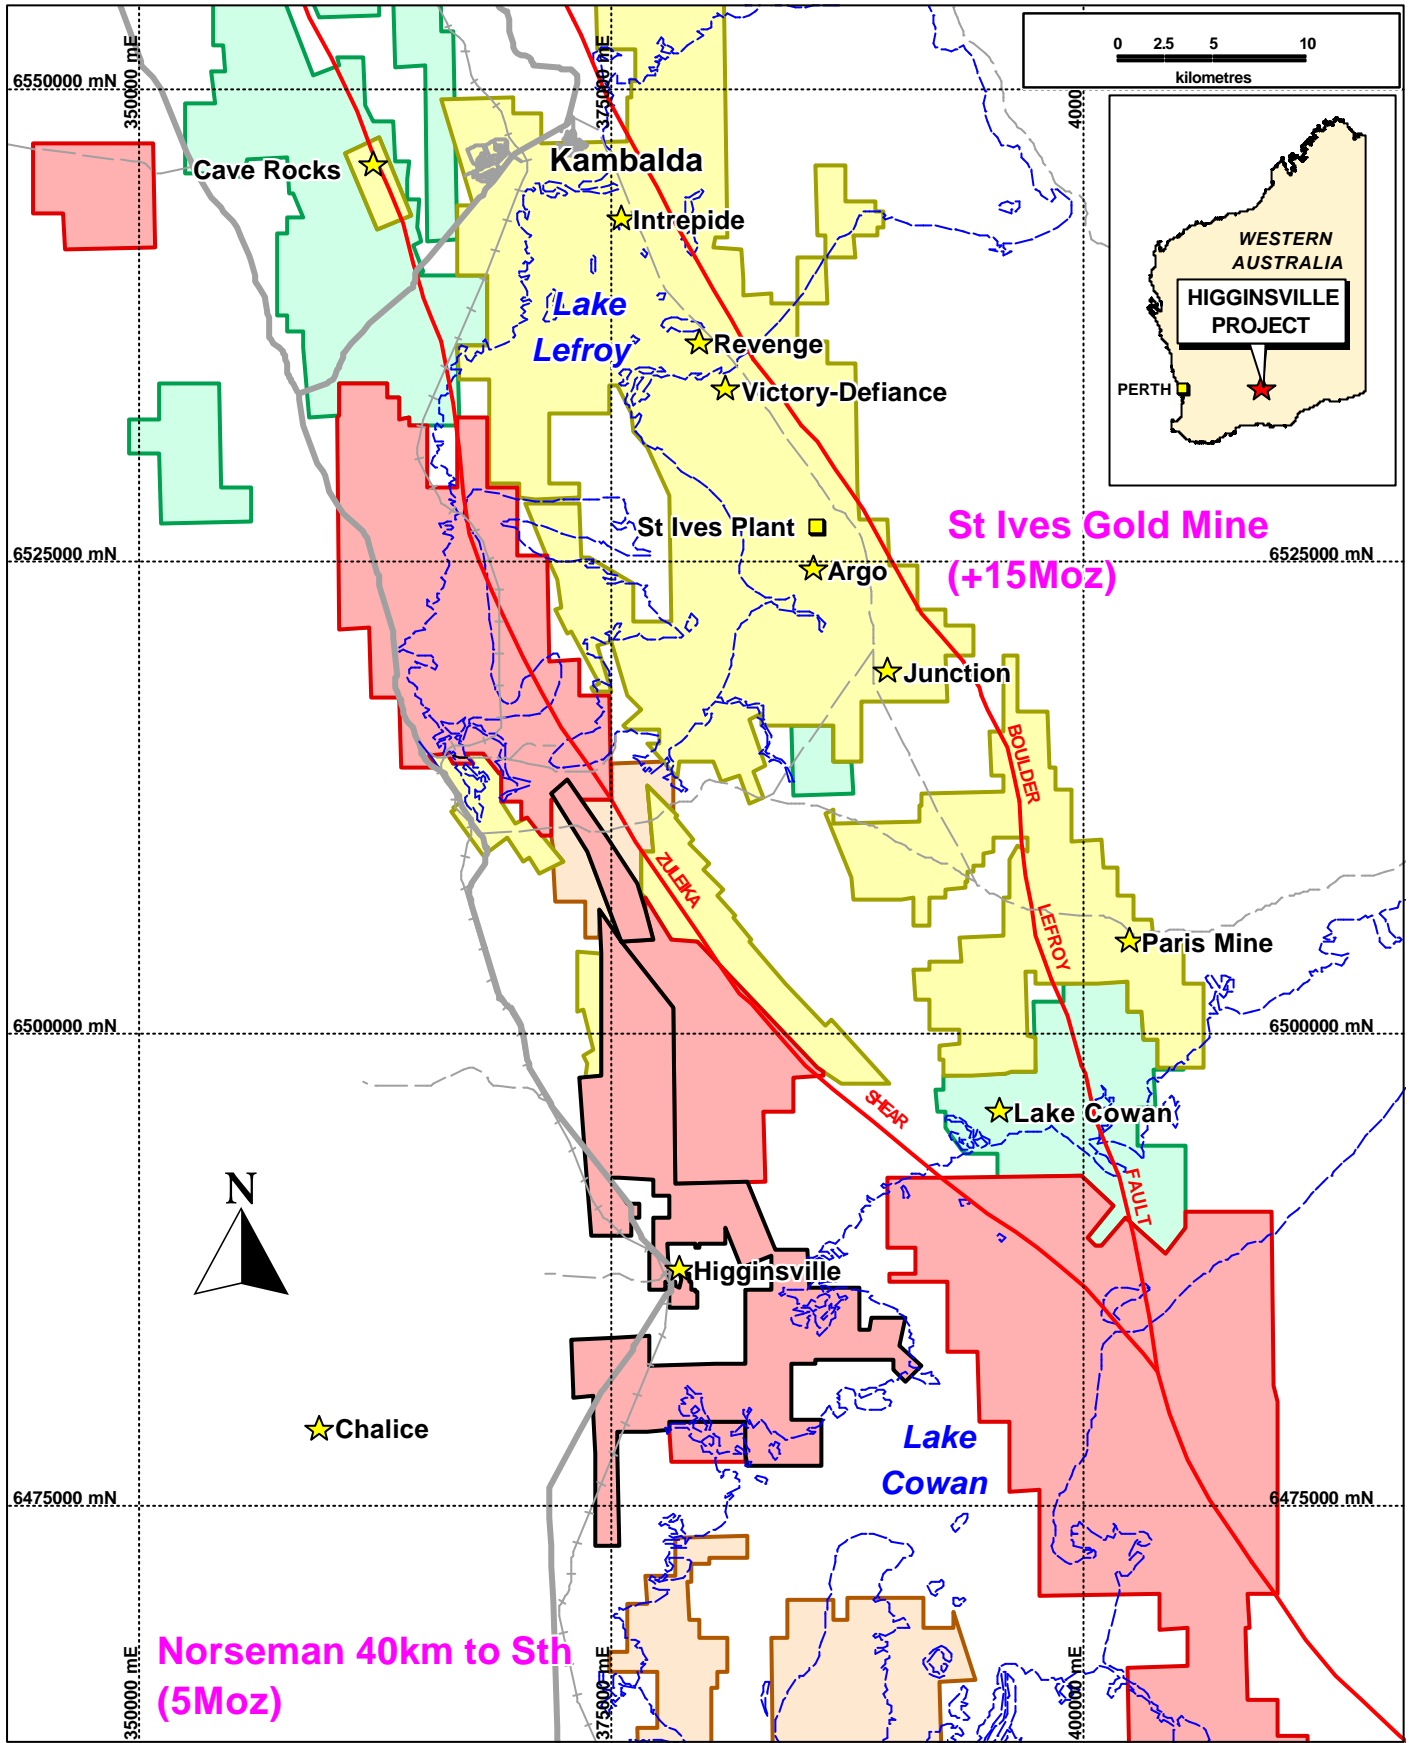 350000 mE
375000 mE
4000
0 2.5 5 10
kilometres
6550000 mN
6550000 mN
Cave Rocks
Kambalda
Intrepide
WESTERN
AUSTRALIA
HIGGINSVILLE
PROJECT
PERTH
Lake
Lefroy
Revenge
Victory-Defiance
St Ives Plant
St Ives Gold Mine
(+15Moz)
6525000 mN
6525000 mN
Argo
Junction
BOULDER
ZULEIKA
LEFROY
Paris Mine
6500000 mN
6500000 mN
SHEAR
Lake Cowan
FAULT
N
Higginsville
Chalice
Lake
Cowan
6475000 mN
6475000 mN
Norseman 40km to Sth
(5Moz)
350000 mE
375000 mE
400000 mE